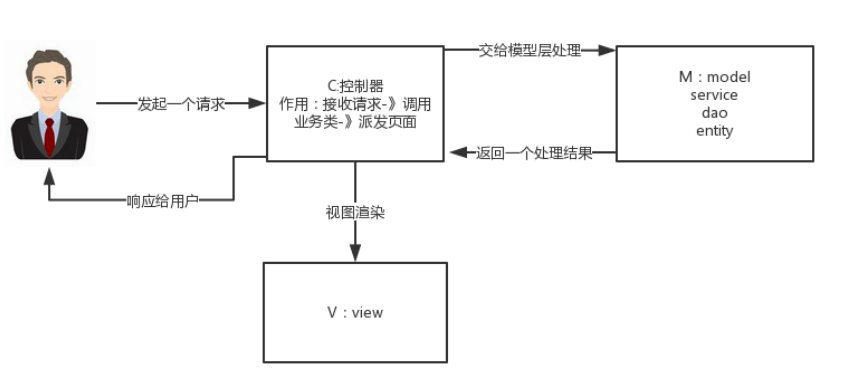 交给模型层处理
C:控制器
作用：接收请求-》调用
业务类-》派发页面
M：model
service
dao
entity
发起一个请求
返回一个处理结果
响应给用户
视图渲染
V：view